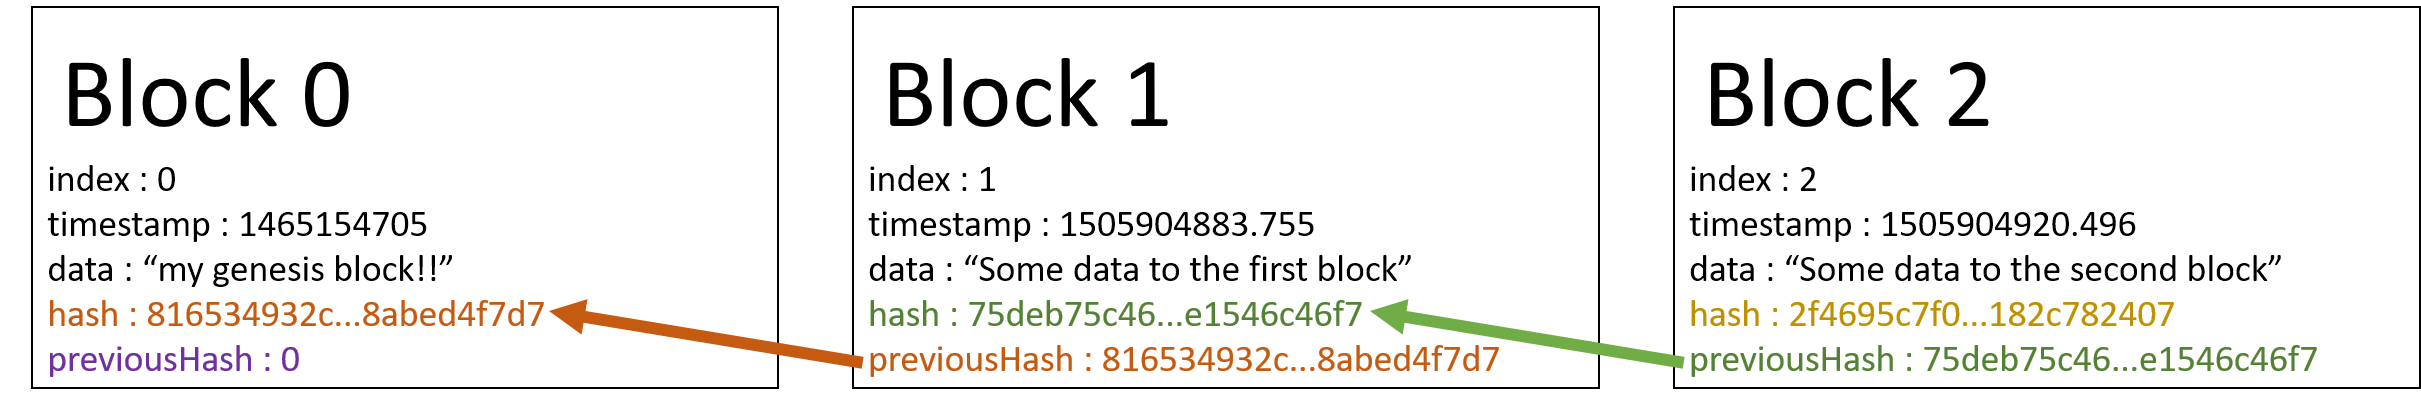 Block 0
index : 0
timestamp : 1465154705
data : “my genesis block!!”
hash : 816534932c...8abed4f7d7
previousHash : 0
Block 1
index : 1
timestamp : 1505904883.755
data : “Some data to the first block”
hash : 75deb75c46...e1546c46f7
previousHash : 816534932c...8abed4f7d7
Block 2
index : 2
timestamp : 1505904920.496
data : “Some data to the second block”
hash : 2f4695c7f0...182c782407
previousHash : 75deb75c46...e1546c46f7